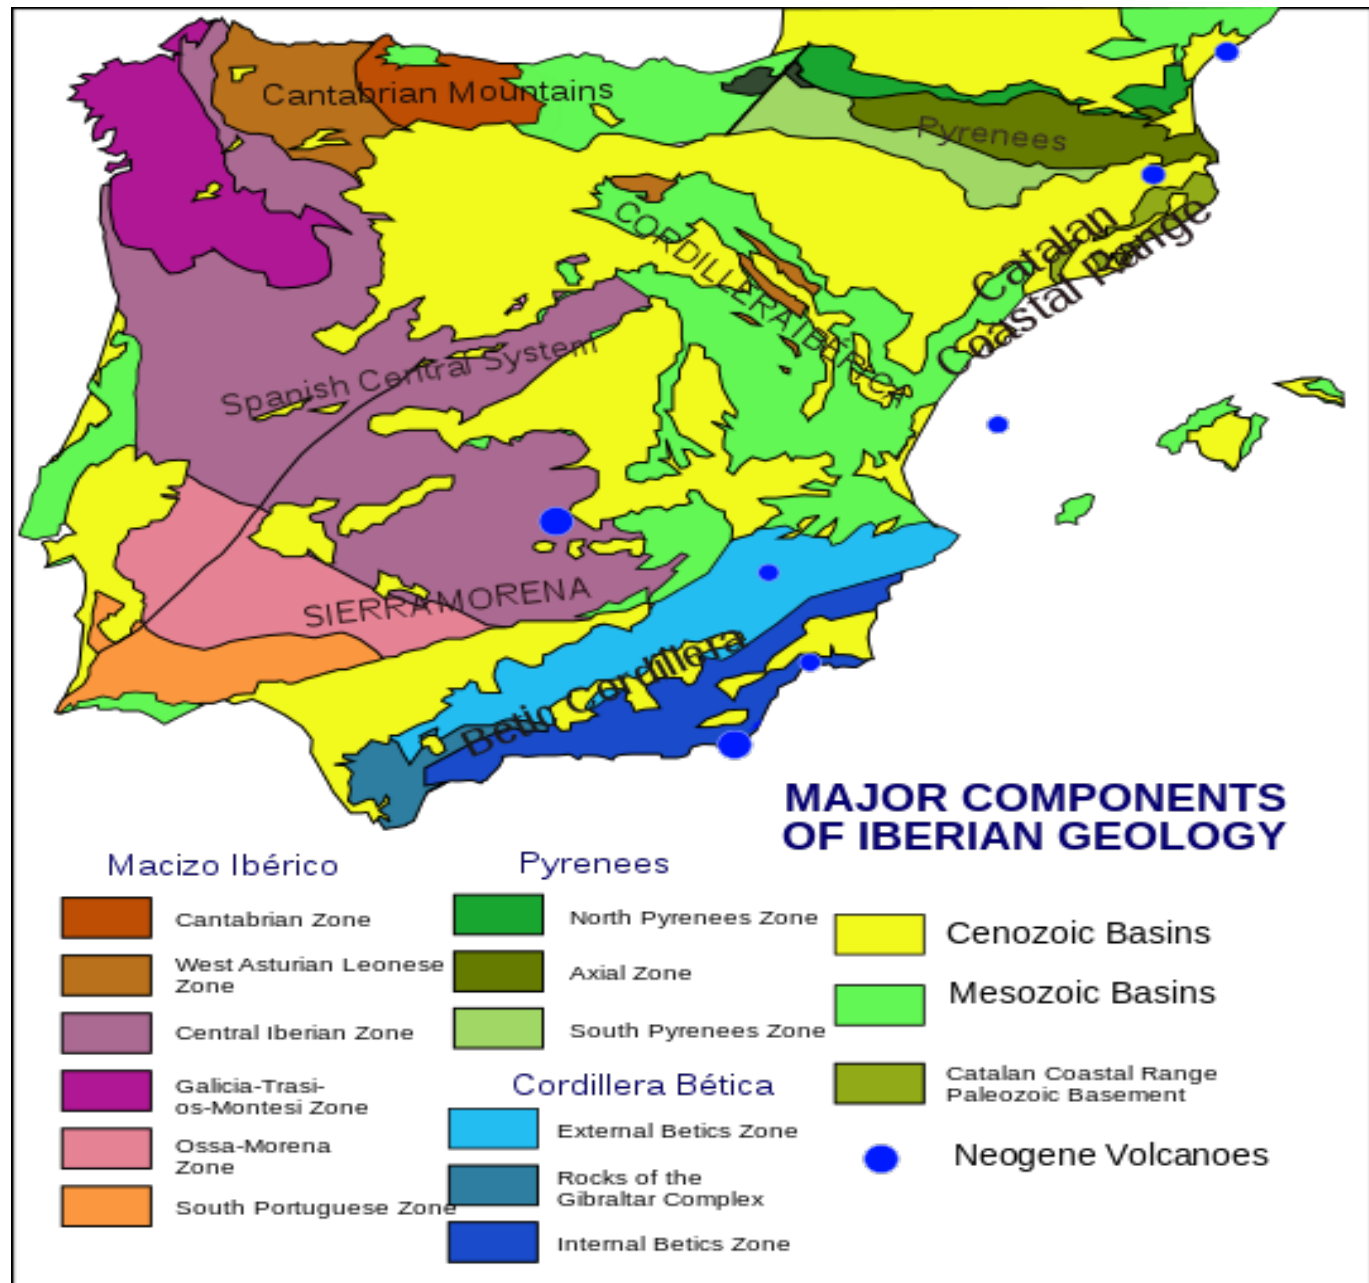 Cantabrian Mountains
Pyrenees
CORDILLERA IBERICA
Catalan
Coastal Range
Spanish Central System
SIERRA MORENA
Betic Cordillera
MAJOR COMPONENTS
OF IBERIAN GEOLOGY
Macizo Ibérico
Cantabrian Zone
West Asturian Leonese
Zone
Central Iberian Zone
Galicia-Trasi-
os-Montesi Zone
Ossa-Morena
Zone
South Portuguese Zone
Pyrenees
North Pyrenees Zone
Axial Zone
South Pyrenees Zone
Cordillera Bética
External Betics Zone
Rocks of the
Gibraltar Complex
Internal Betics Zone
Cenozoic Basins
Mesozoic Basins
Catalan Coastal Range
Paleozoic Basement
Neogene Volcanoes